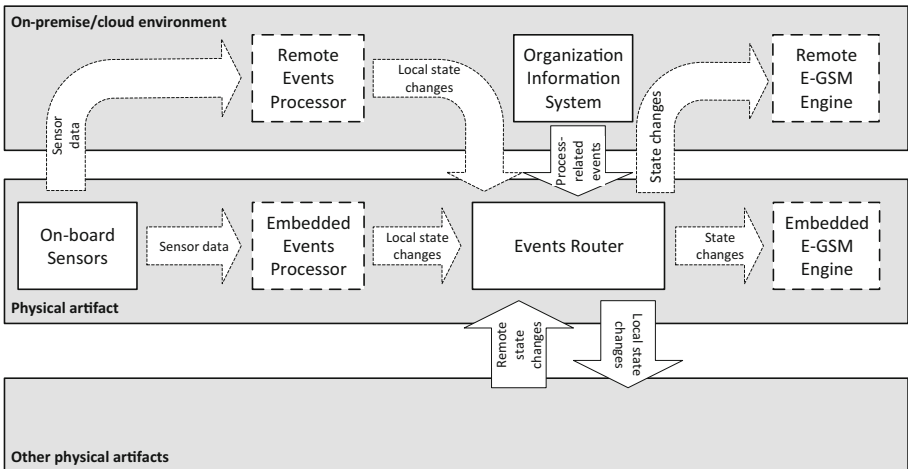 On-premise/cloud environment
Remote
Events
Processor
Local state
changes
Organization
Information
System
Remote
E-GSM
Engine
Sensor
data
Process-
related
events
State changes
On-board
Sensors
Sensor data
Embedded
Events
Processor
Local state
changes
Events Router
State
changes
Embedded
E-GSM
Engine
Physical artifact
Remote
state
changes
Local state
changes
Other physical artifacts